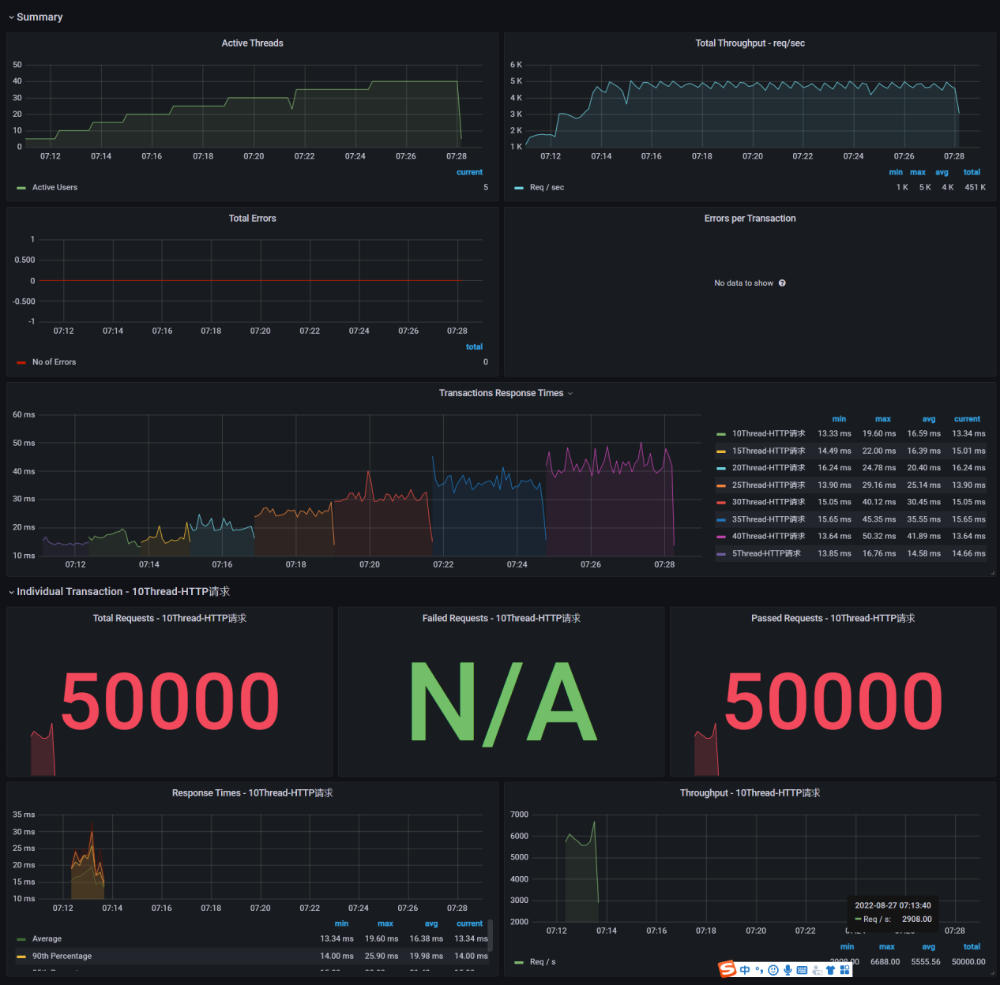 Summary
Active Threads
50
40
30
20
10
0
07:12 07:14 07:16 07:18 07:20 07:22 07:24 07:26 07:28
current
Active Users 5
Total Throughput - req/sec
6 K
5 K
4 K
3 K
2 K
1 K
07:12 07:14 07:16 07:18 07:20 07:22 07:24 07:26 07:28
min max avg total
Req / sec 1 K 5 K 4 K 451 K
Total Errors
1
0.500
0
-0.500
-1
07:12 07:14 07:16 07:18 07:20 07:22 07:24 07:26 07:28
total
No of Errors 0
Errors per Transaction
No data to show
Transactions Response Times
60 ms
50 ms
40 ms
30 ms
20 ms
10 ms
07:12 07:14 07:16 07:18 07:20 07:22 07:24 07:26 07:28
min max avg current
10Thread-HTTP请求 13.33 ms 19.60 ms 16.59 ms 13.34 ms
15Thread-HTTP请求 14.49 ms 22.00 ms 16.39 ms 15.01 ms
20Thread-HTTP请求 16.24 ms 24.78 ms 20.40 ms 16.24 ms
25Thread-HTTP请求 13.90 ms 29.16 ms 25.14 ms 13.90 ms
30Thread-HTTP请求 15.05 ms 40.12 ms 30.45 ms 15.05 ms
35Thread-HTTP请求 15.65 ms 45.35 ms 35.55 ms 15.65 ms
40Thread-HTTP请求 13.64 ms 50.32 ms 41.89 ms 13.64 ms
5Thread-HTTP请求 13.85 ms 16.76 ms 14.58 ms 14.66 ms
Individual Transaction - 10Thread-HTTP请求
Total Requests - 10Thread-HTTP请求
50000
Failed Requests - 10Thread-HTTP请求
N/A
Passed Requests - 10Thread-HTTP请求
50000
Response Times - 10Thread-HTTP请求
35 ms
30 ms
25 ms
20 ms
15 ms
10 ms
07:12 07:14 07:16 07:18 07:20 07:22 07:24 07:26 07:28
min max avg current
Average 13.34 ms 19.60 ms 16.38 ms 13.34 ms
90th Percentage 14.00 ms 25.90 ms 19.98 ms 14.00 ms
Throughput - 10Thread-HTTP请求
7000
6000
5000
4000
3000
2000
07:12 07:14 07:16 07:18 07:20 07:22 07:28
2022-08-27 07:13:40
Req / s: 2908.00
min max avg total
Req / s 2908.00 6688.00 5555.56 50000.00
中